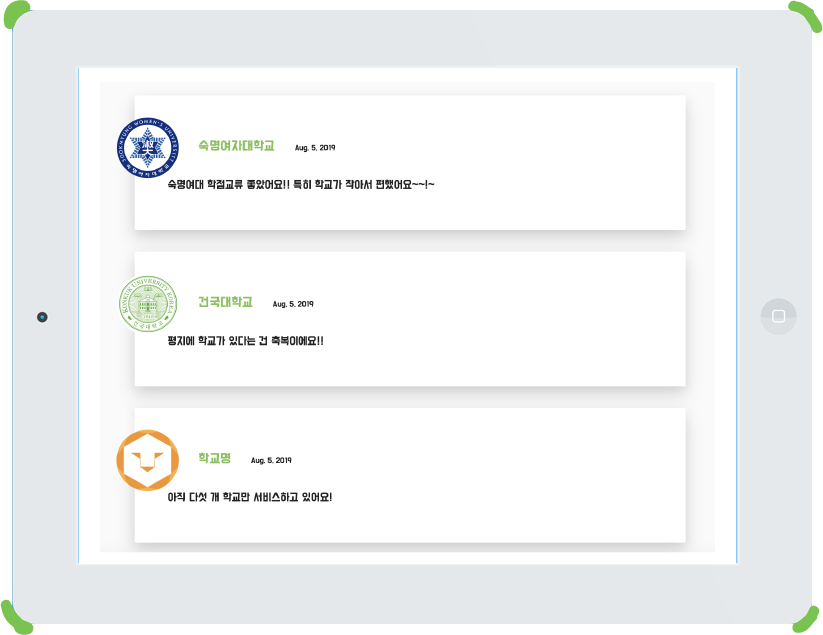 SOOKMYUNG WOMEN'S UNIVERSITY
숙명여자대학교
숙명여자대학교 Aug. 5, 2019
숙명여대 학점교류 좋았어요!! 특히 학교가 작아서 편했어요~~!~
KONKUK UNIVERSITY KOREA
건국대학교
건국대학교 Aug. 5, 2019
평지에 학교가 있다는 건 축복이에요!!
학교명 Aug. 5, 2019
아직 다섯 개 학교만 서비스하고 있어요!